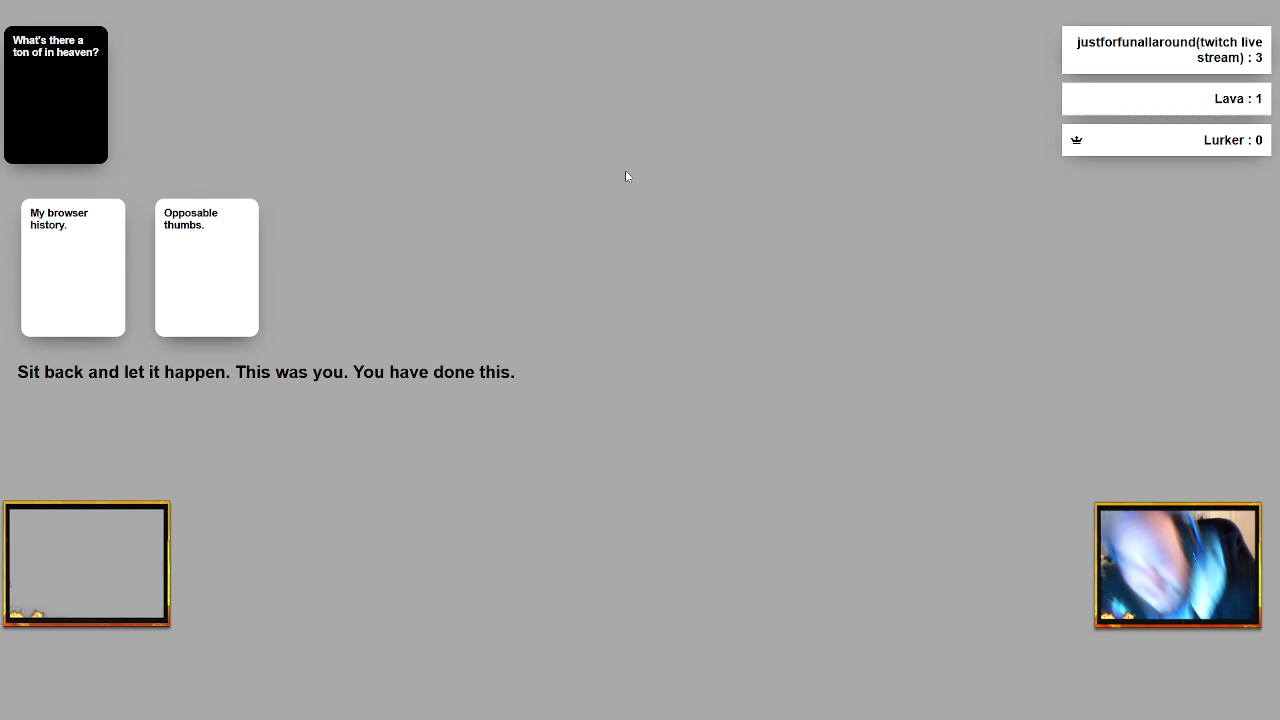 What's there a
ton of in heaven?
justforfunallaround(twitch live
stream) : 3
Lava : 1
Lurker : 0
My browser
history.
Opposable
thumbs.
Sit back and let it happen. This was you. You have done this.